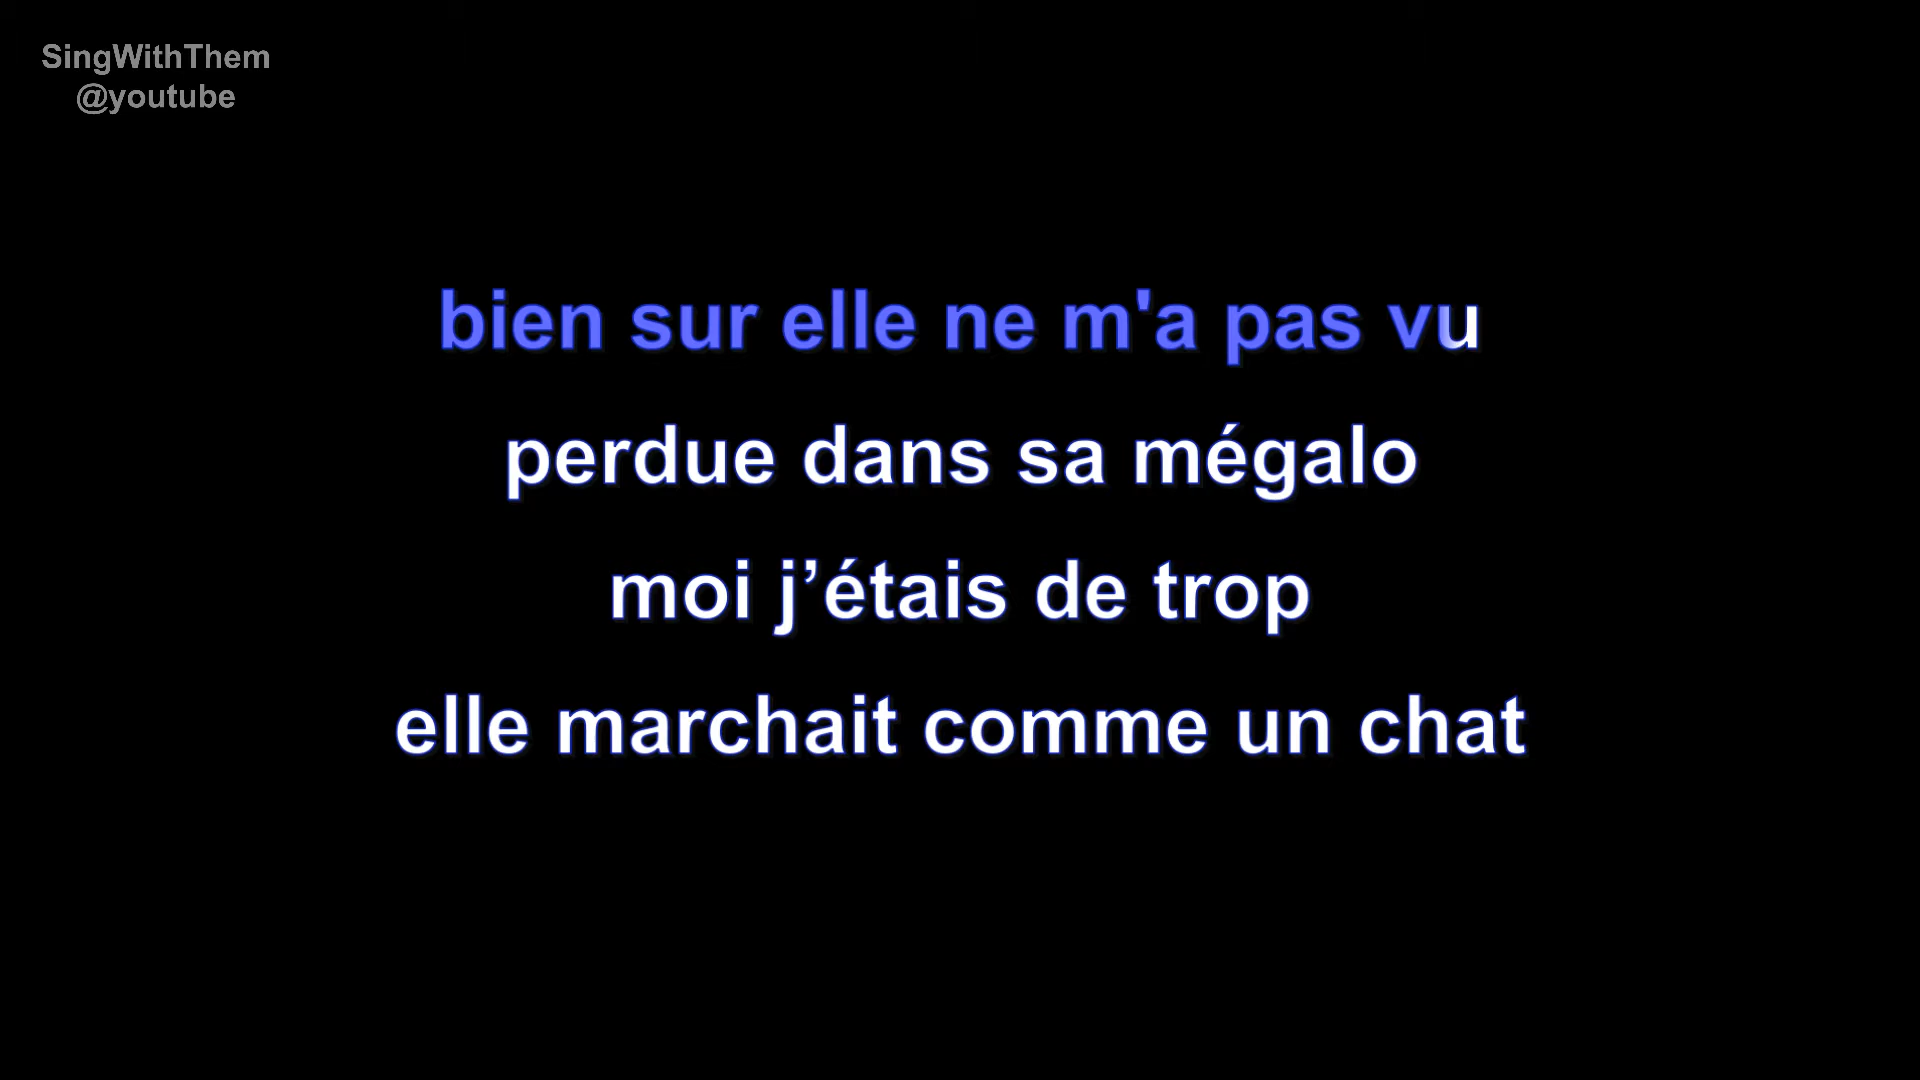 SingWithThem
@youtube
bien sur elle ne m'a pas vu
perdue dans sa mégalo
moi j’étais de trop
elle marchait comme un chat